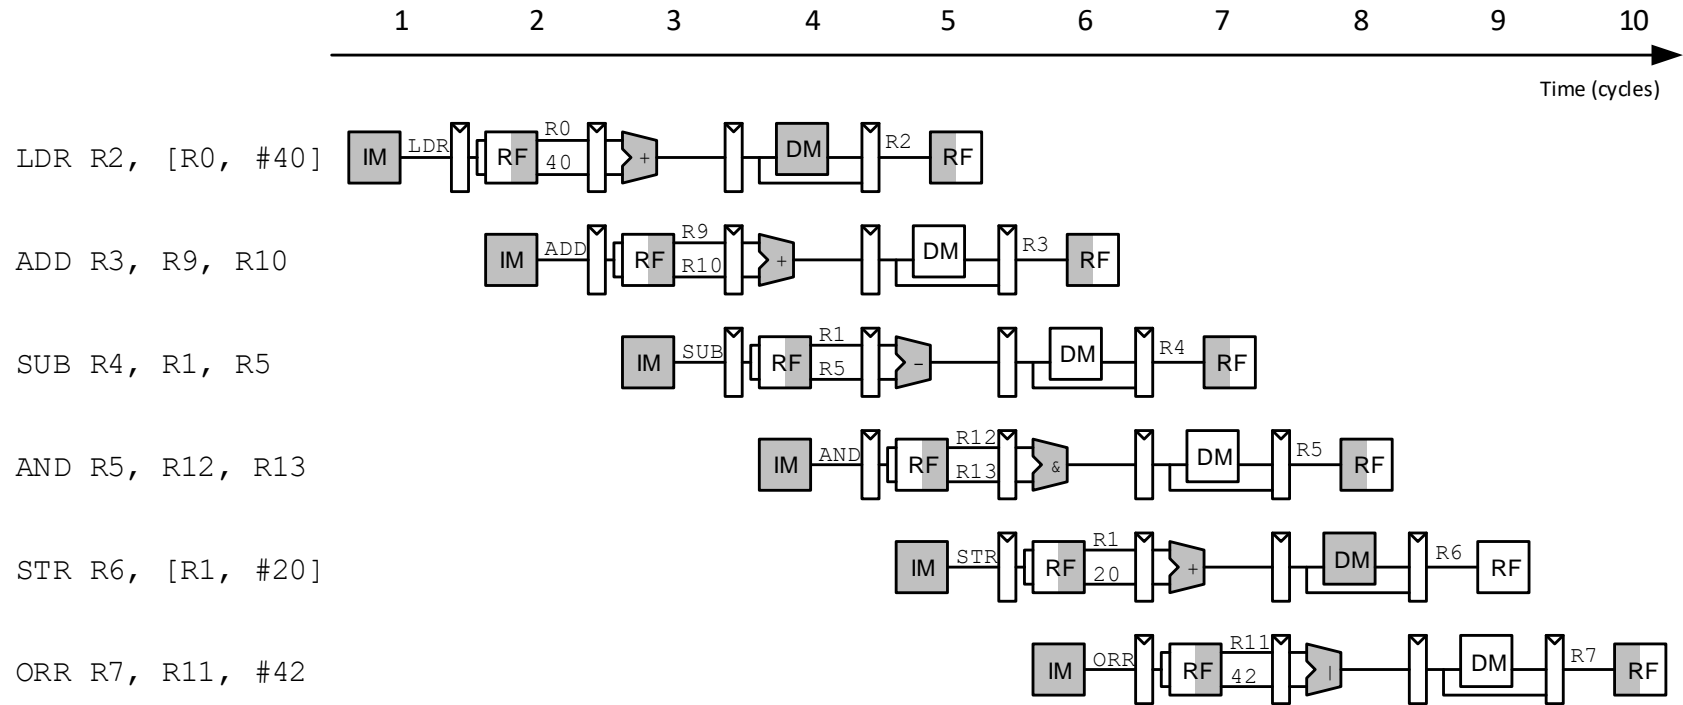 1 2 3 4 5 6 7 8 9 10
Time (cycles)
LDR R2, [R0, #40] IM LDR RF R0 40 + DM R2 RF
ADD R3, R9, R10 IM ADD RF R9 R10 + DM R3 RF
SUB R4, R1, R5 IM SUB RF R1 R5 - DM R4 RF
AND R5, R12, R13 IM AND RF R12 R13 & DM R5 RF
STR R6, [R1, #20] IM STR RF R1 20 + DM R6 RF
ORR R7, R11, #42 IM ORR RF R11 42 | DM R7 RF